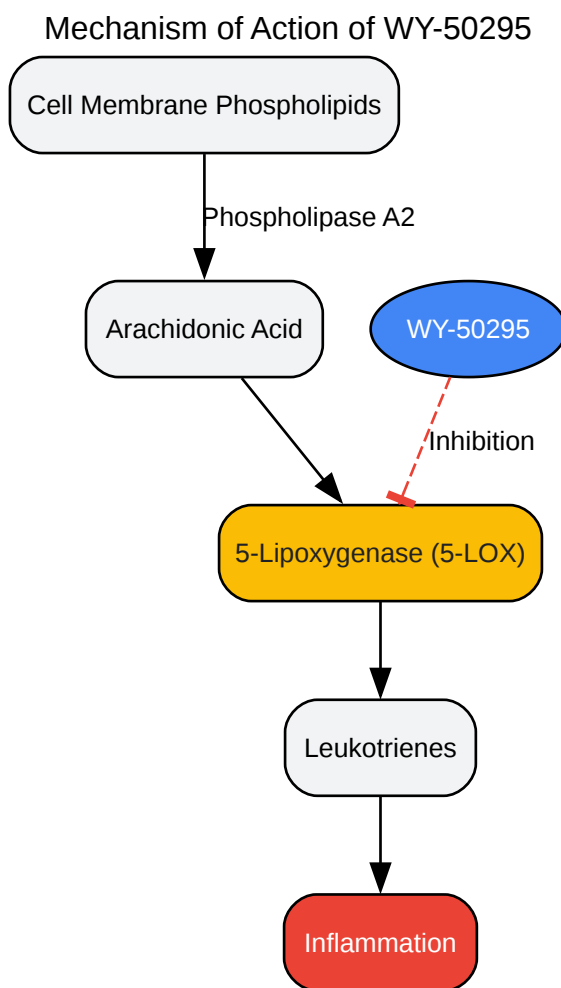 Mechanism of Action of WY-50295
Cell Membrane Phospholipids
Phospholipase A2
Arachidonic Acid
WY-50295
Inhibition
5-Lipoxygenase (5-LOX)
Leukotrienes
Inflammation